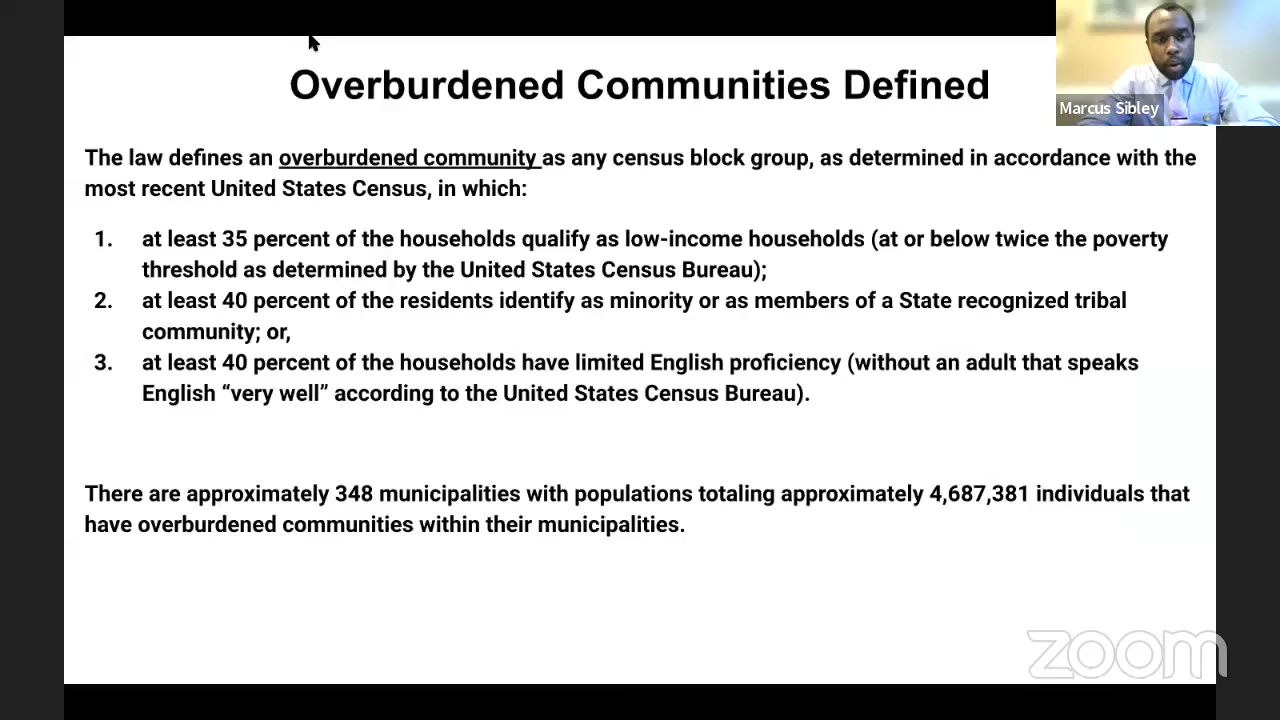 Overburdened Communities Defined
Marcus Sibley
The law defines an overburdened community as any census block group, as determined in accordance with the
most recent United States Census, in which:
1. at least 35 percent of the households qualify as low-income households (at or below twice the poverty
threshold as determined by the United States Census Bureau);
2. at least 40 percent of the residents identify as minority or as members of a State recognized tribal
community; or,
3. at least 40 percent of the households have limited English proficiency (without an adult that speaks
English “very well” according to the United States Census Bureau).
There are approximately 348 municipalities with populations totaling approximately 4,687,381 individuals that
have overburdened communities within their municipalities.
zoom